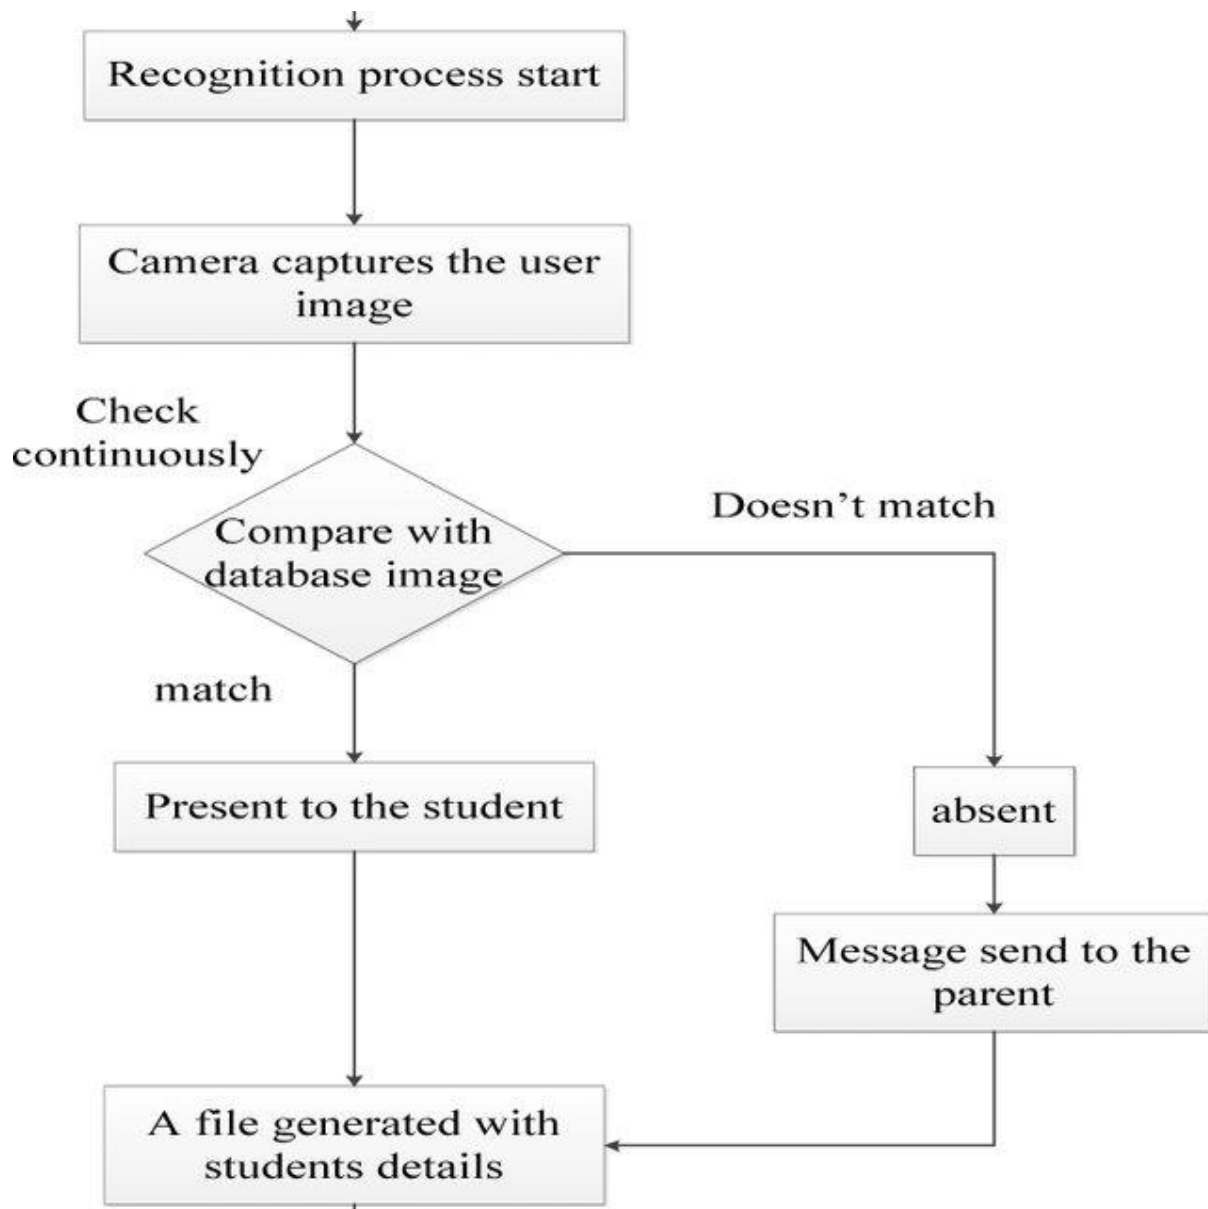 Recognition process start
Camera captures the user
image
Check
continuously
Compare with
database image
Doesn't match
match
Present to the student
absent
Message send to the
parent
A file generated with
students details